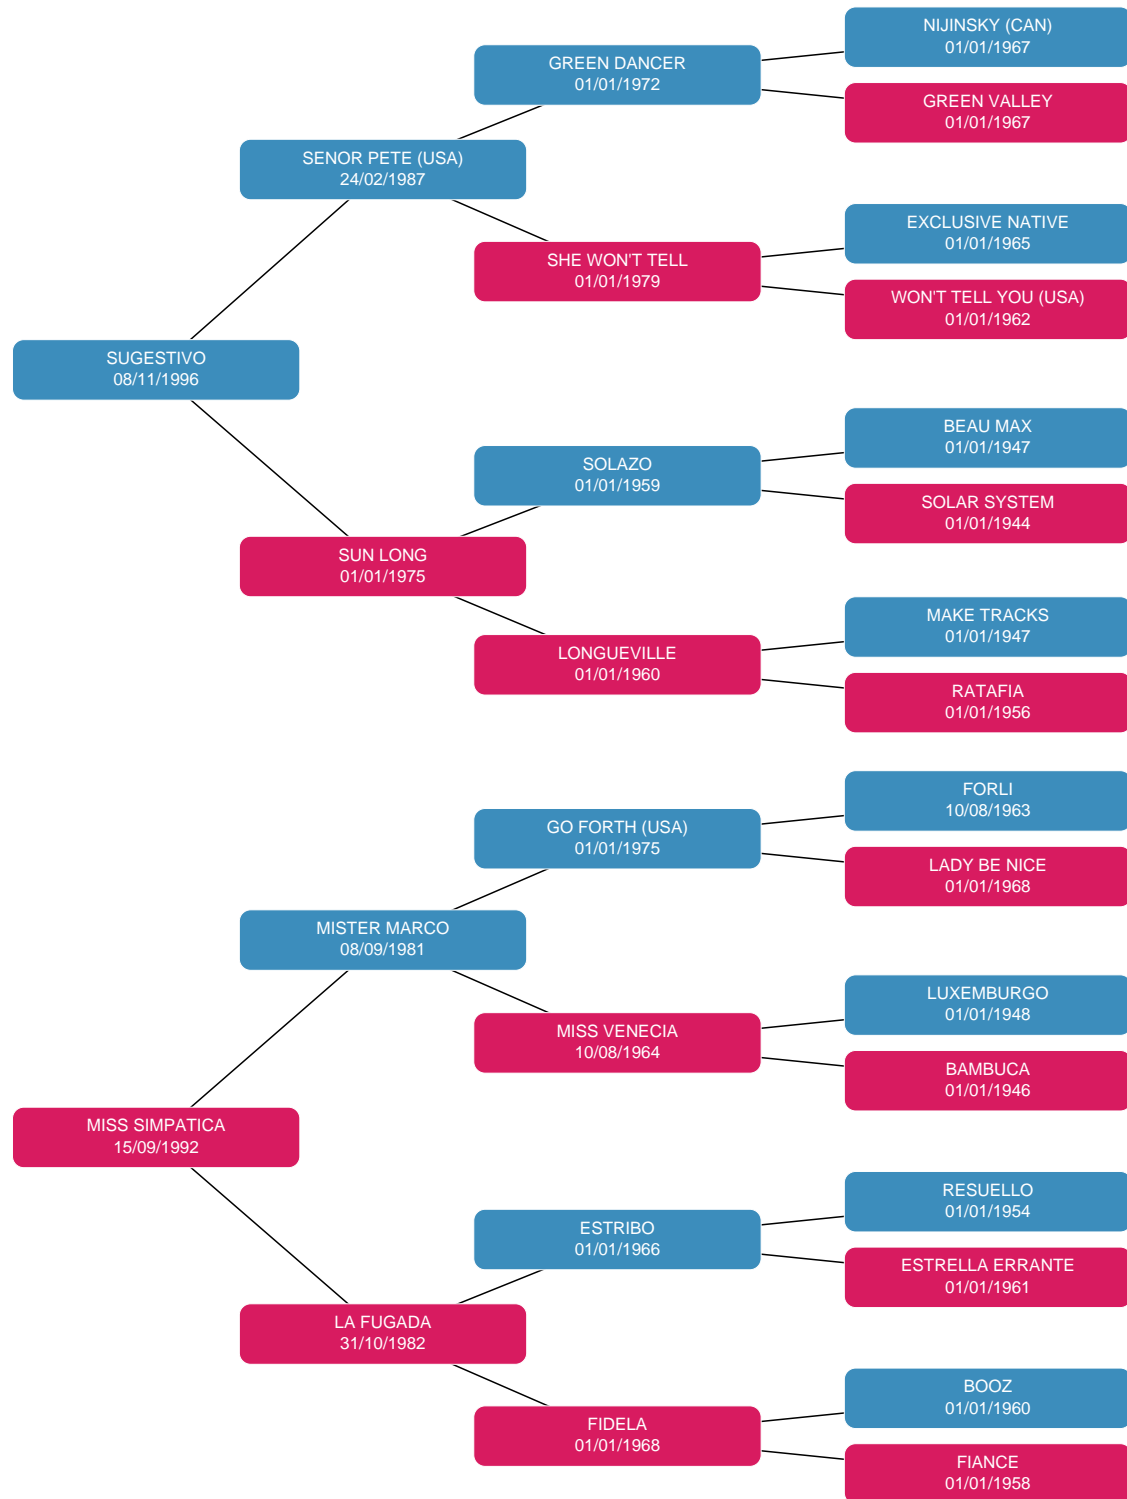 NIJINSKY (CAN)
01/01/1967
GREEN DANCER
01/01/1972
GREEN VALLEY
01/01/1967
SENOR PETE (USA)
24/02/1987
EXCLUSIVE NATIVE
01/01/1965
SHE WON'T TELL
01/01/1979
WON'T TELL YOU (USA)
01/01/1962
SUGESTIVO
08/11/1996
BEAU MAX
01/01/1947
SOLAZO
01/01/1959
SOLAR SYSTEM
01/01/1944
SUN LONG
01/01/1975
MAKE TRACKS
01/01/1947
LONGUEVILLE
01/01/1960
RATAFIA
01/01/1956
FORLI
10/08/1963
GO FORTH (USA)
01/01/1975
LADY BE NICE
01/01/1968
MISTER MARCO
08/09/1981
LUXEMBURGO
01/01/1948
MISS VENECIA
10/08/1964
BAMBUCA
01/01/1946
MISS SIMPATICA
15/09/1992
RESUELLO
01/01/1954
ESTRIBO
01/01/1966
ESTRELLA ERRANTE
01/01/1961
LA FUGADA
31/10/1982
BOOZ
01/01/1960
FIDELA
01/01/1968
FIANCE
01/01/1958